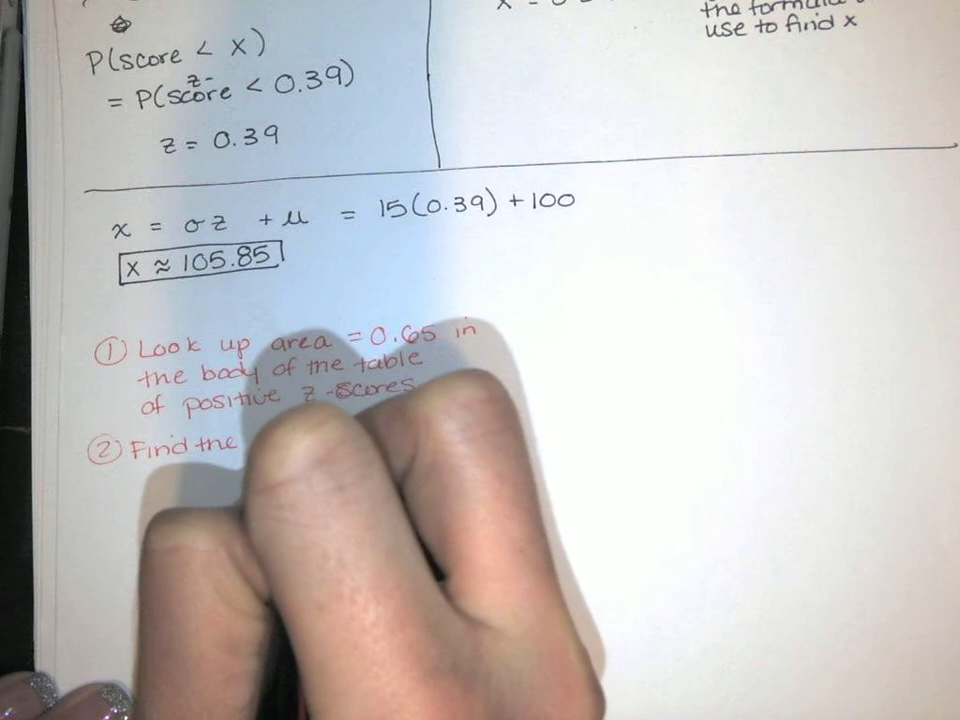 the formula
use to find x
P(score < x)
z-
= P(score < 0.39)
z = 0.39
x = σz + μ = 15(0.39) + 100
x ≈ 105.85
① Look up area = 0.65 in
the body of the table
of positive z-scores
② Find the